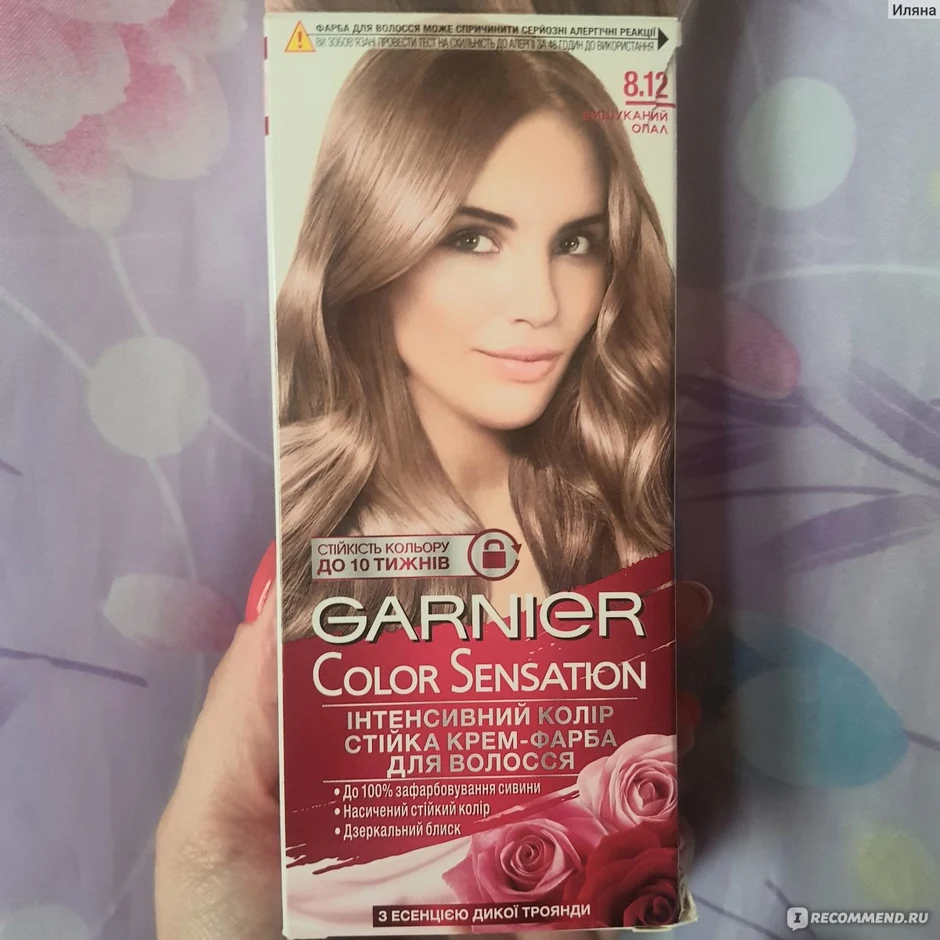 Иляна
ФАРБА ДЛЯ ВОЛОССЯ МОЖЕ СПРИЧИНИТИ СЕРЙОЗНІ АЛЕРГІЧНІ РЕАКЦІЇ
ВИ ЗОБОВ'ЯЗАНІ ПРОВЕСТИ ТЕСТ НА СХИЛЬНІСТЬ ДО АЛЕРГІЇ ЗА 48 ГОДИН ДО ВИКОРИСТАННЯ
8.12
ВИШУКАНИЙ
ОПАЛ
СТІЙКІСТЬ КОЛЬОРУ
ДО 10 ТИЖНІВ
GARNIER
COLOR SENSATION
ІНТЕНСИВНИЙ КОЛІР
СТІЙКА КРЕМ-ФАРБА
ДЛЯ ВОЛОССЯ
• До 100% зафарбовування сивини
• Насичений стійкий колір
• Дзеркальний блиск
З ЕСЕНЦІЄЮ ДИКОЇ ТРОЯНДИ
RECOMMEND.RU